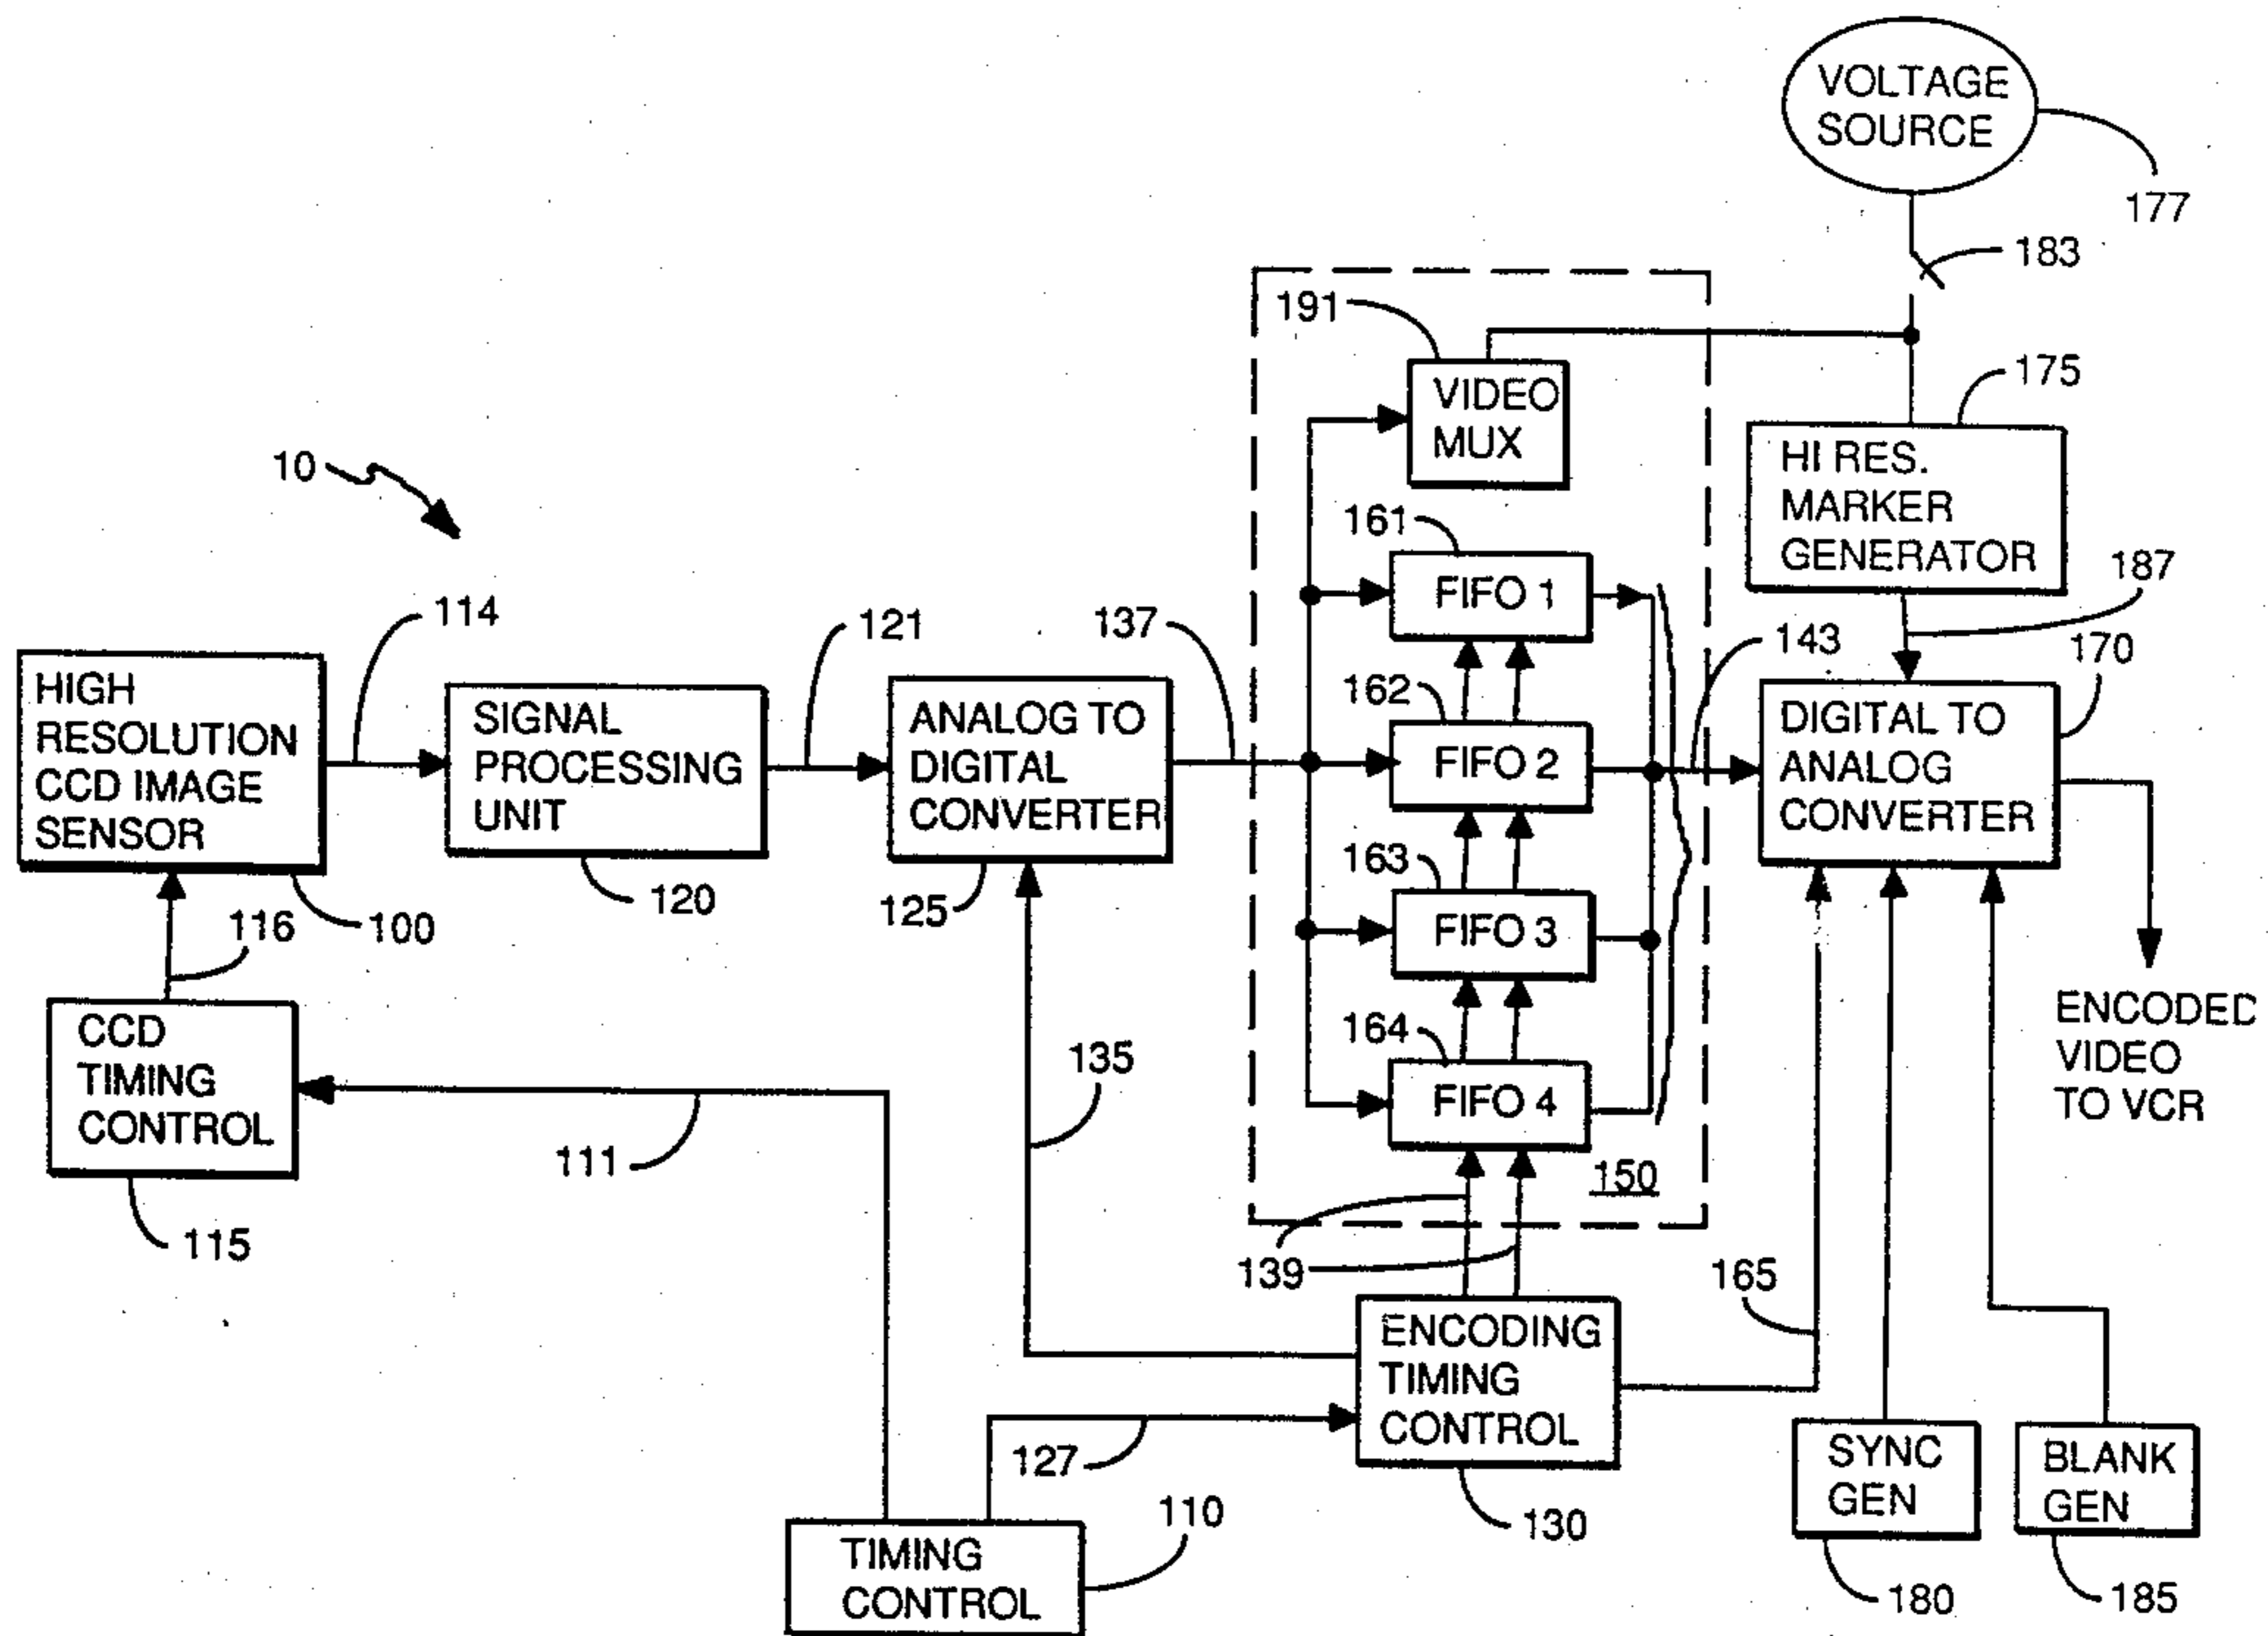 VOLTAGE
SOURCE
177
183
191
VIDEO
MUX
175
HI RES.
MARKER
GENERATOR
187
10
161
FIFO 1
114
121
137
143
170
HIGH
RESOLUTION
CCD IMAGE
SENSOR
SIGNAL
PROCESSING
UNIT
ANALOG TO
DIGITAL
CONVERTER
162
FIFO 2
DIGITAL TO
ANALOG
CONVERTER
163
FIFO 3
116
100
120
125
164
FIFO 4
ENCODED
VIDEO
TO VCR
CCD
TIMING
CONTROL
135
111
150
115
139
165
ENCODING
TIMING
CONTROL
127
130
SYNC
GEN
BLANK
GEN
110
TIMING
CONTROL
180
185